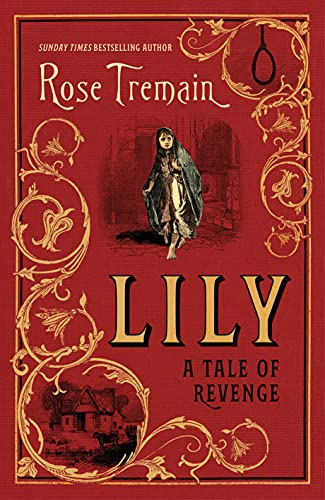 SUNDAY TIMES BESTSELLING AUTHOR
Rose Tremain
LILY
A TALE OF
REVENGE